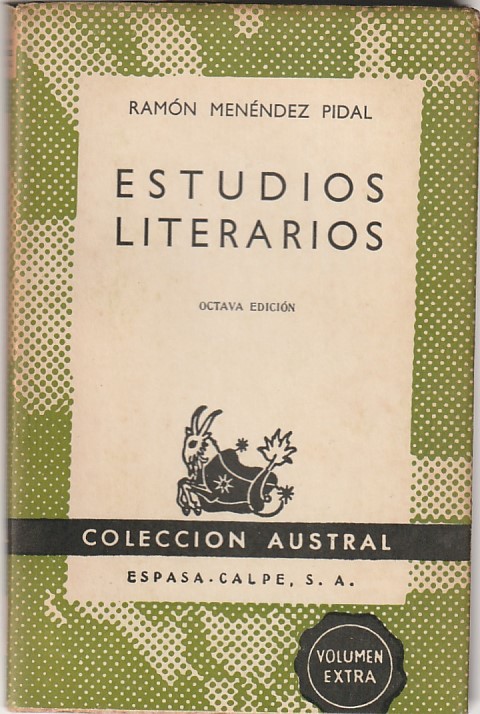 RAMÓN MENÉNDEZ PIDAL
ESTUDIOS
LITERARIOS
OCTAVA EDICIÓN
COLECCION AUSTRAL
ESPASA-CALPE, S. A.
VOLUMEN
EXTRA